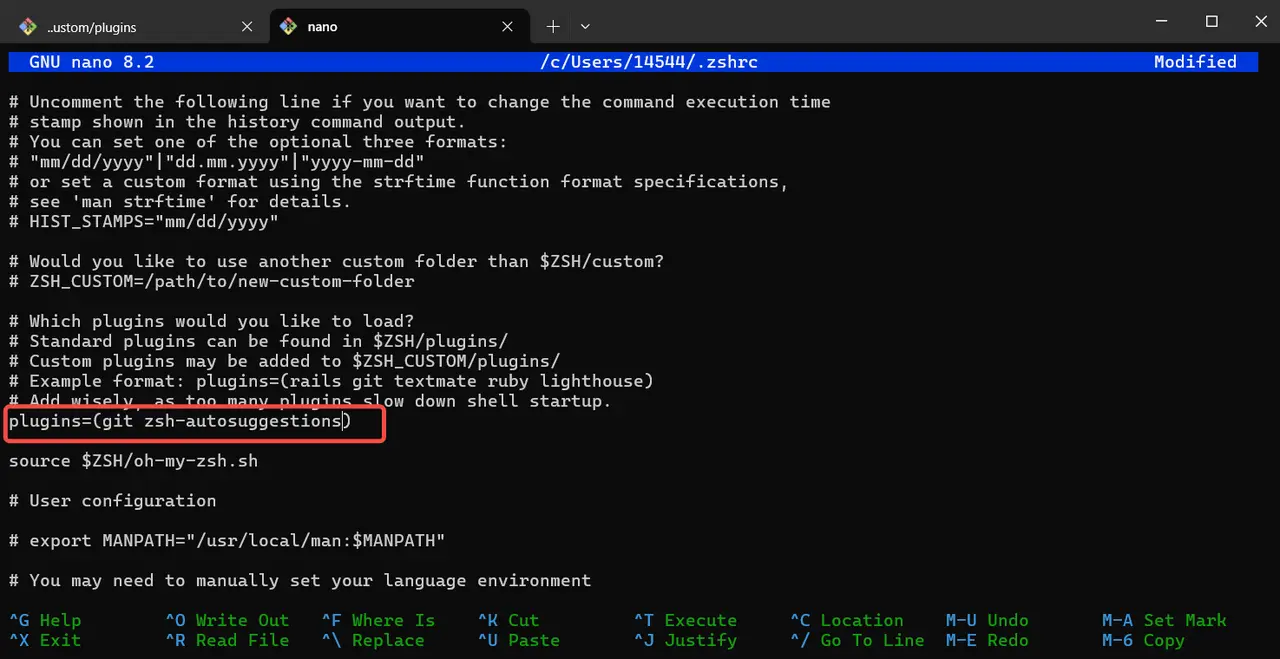 ..ustom/plugins
nano
GNU nano 8.2 /c/Users/14544/.zshrc Modified
# Uncomment the following line if you want to change the command execution time
# stamp shown in the history command output.
# You can set one of the optional three formats:
# "mm/dd/yyyy"|"dd.mm.yyyy"|"yyyy-mm-dd"
# or set a custom format using the strftime function format specifications,
# see 'man strftime' for details.
# HIST_STAMPS="mm/dd/yyyy"
# Would you like to use another custom folder than $ZSH/custom?
# ZSH_CUSTOM=/path/to/new-custom-folder
# Which plugins would you like to load?
# Standard plugins can be found in $ZSH/plugins/
# Custom plugins may be added to $ZSH_CUSTOM/plugins/
# Example format: plugins=(rails git textmate ruby lighthouse)
# Add wisely, as too many plugins slow down shell startup.
plugins=(git zsh-autosuggestions)
source $ZSH/oh-my-zsh.sh
# User configuration
# export MANPATH="/usr/local/man:$MANPATH"
# You may need to manually set your language environment
^G Help ^O Write Out ^F Where Is ^K Cut ^T Execute ^C Location M-U Undo M-A Set Mark
^X Exit ^R Read File ^\ Replace ^U Paste ^J Justify ^/ Go To Line M-E Redo M-6 Copy